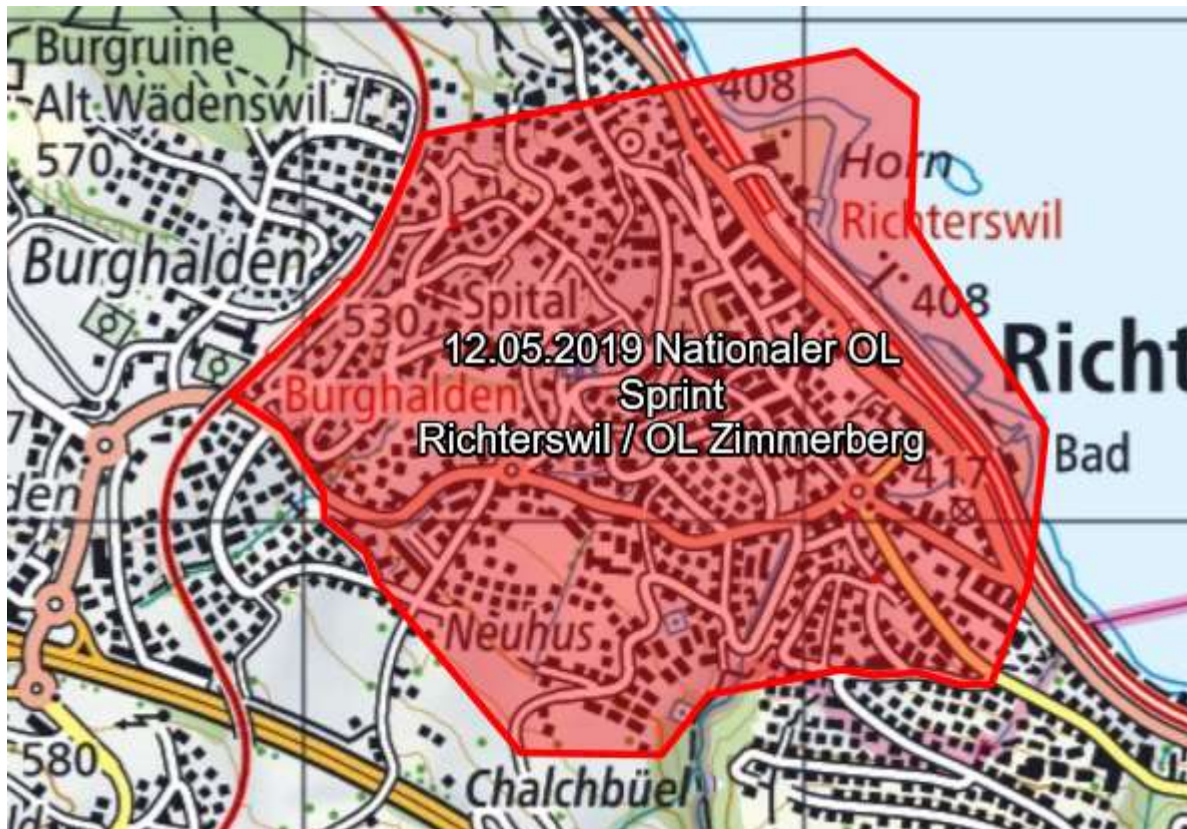 Burgruine
Alt Wädenswil
570
408
Horn
Richterswil
Burghalden
530
Spital
408
12.05.2019 Nationaler OL
Sprint
Richterswil / OL Zimmerberg
Richt
Burghalden
Bad
417
den
Neuhus
580
Chalchbüel